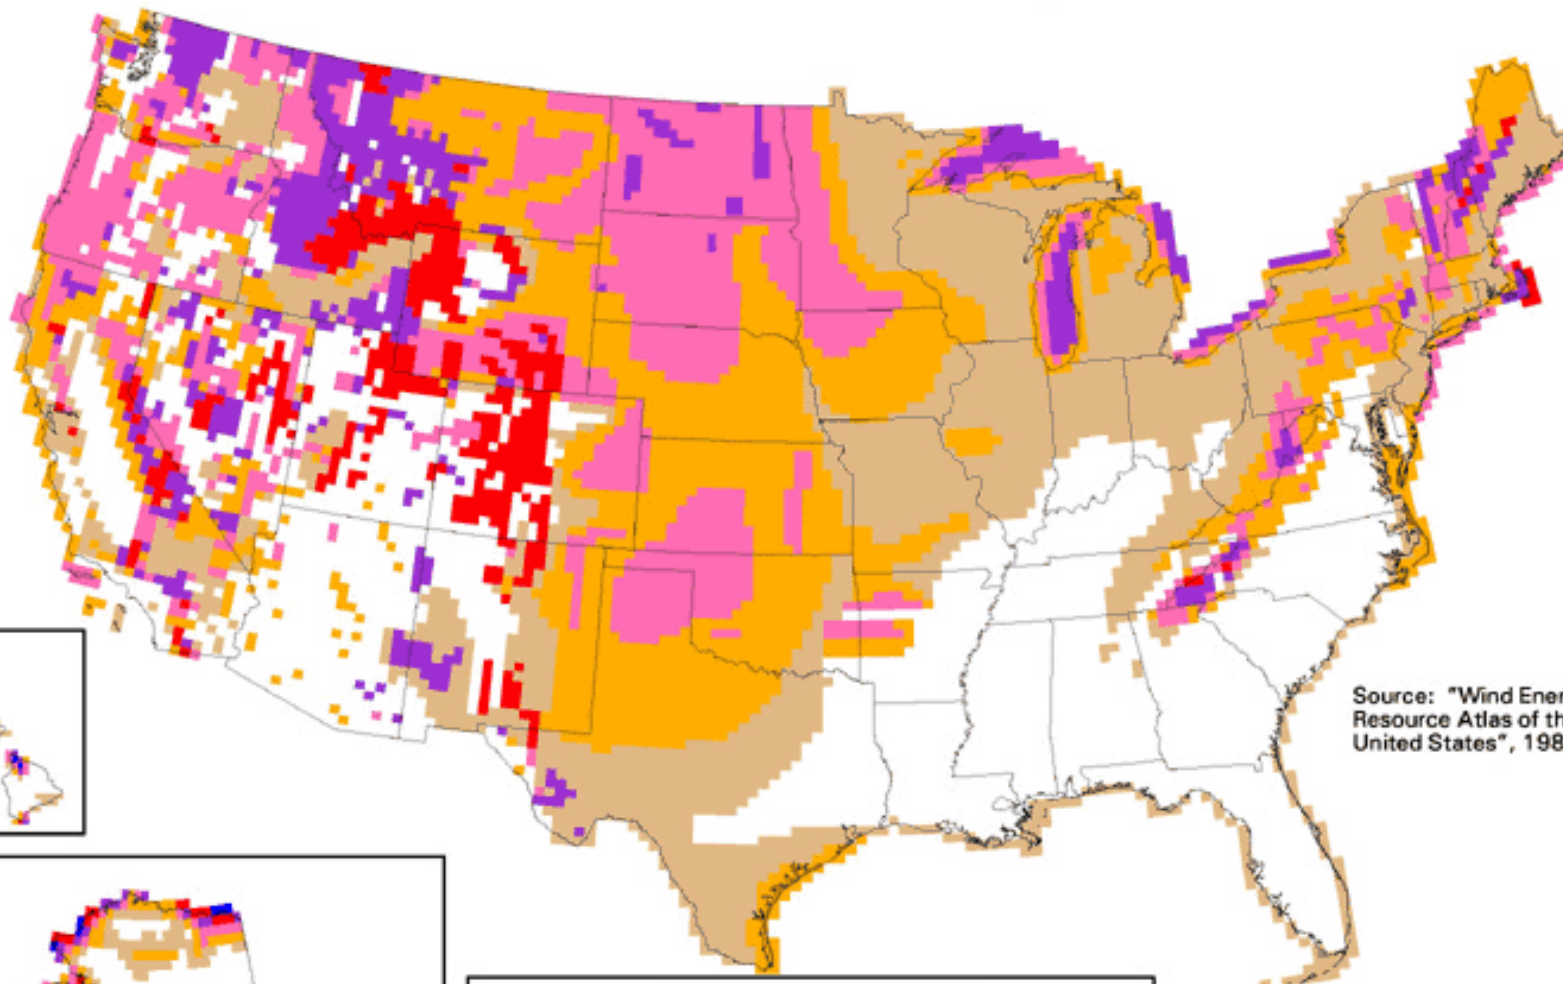 Source: "Wind Ener
Resource Atlas of th
United States", 198